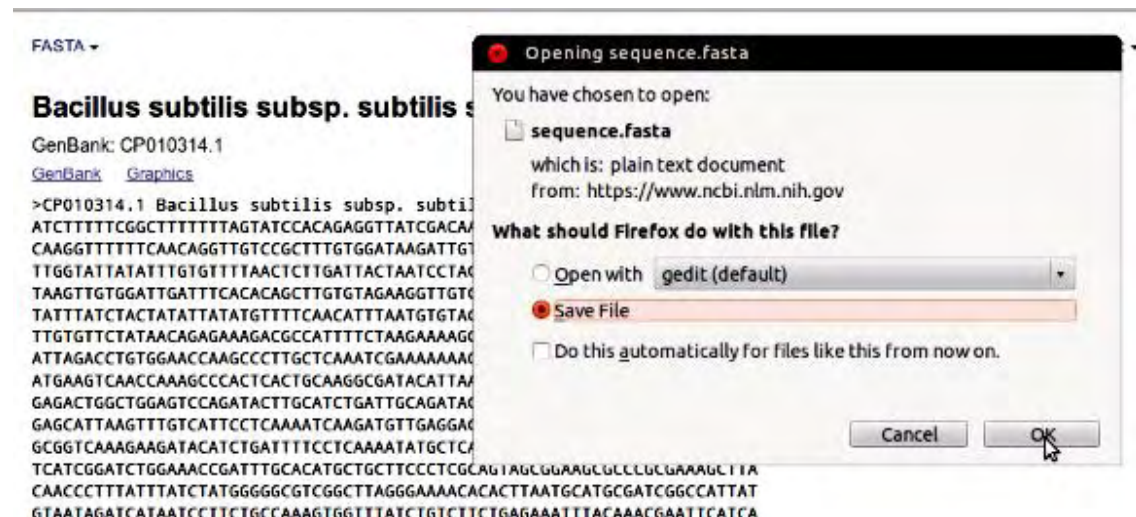 FASTA
Bacillus subtilis subsp. subtilis s
GenBank: CP010314.1
GenBank Graphics
>CP010314.1 Bacillus subtilis subsp. subtil
ATCTTTTTCGGCTTTTTTTAGTATCCACAGAGGTTATCGACAA
CAAGGTTTTTTCAACAGGTTGTCCGCTTTGTGGATAAGATTGT
TTGGTATTATATTTGTGTTTTAACTCTTGATTACTAATCCTAC
TAAGTTGTGGATTGATTTCACACAGCTTGTGTAGAAGGTTGTC
TATTTATCTACTATATTATATGTTTTCAACATTTAATGTGTAC
TTGTGTTCTATAACAGAGAAAGACGCCATTTTCTAAGAAAAGC
ATTAGACCTGTGGAACCAAGCCCTTGCTCAAATCGAAAAAAAG
ATGAAGTCAACCAAAGCCCACTCACTGCAAGGCGATACATTAA
GAGACTGGCTGGAGTCCAGATACTTGCATCTGATTGCAGATAC
GAGCATTAAGTTTGTCATTCCTCAAAATCAAGATGTTGAGGAC
GCGGTCAAAGAAGATACATCTGATTTTCCTCAAAATATGCTCA
TCATCGGATCTGGAAACCGATTTGCACATGCTGCTTCCCTCGCAGTAGCGGAAGCGCCCGCGAAAGCTTA
CAACCCTTTATTTATCTATGGGGGCGTCGGCTTAGGGAAAACACACTTAATGCATGCGATCGGCCATTAT
GTAATAGATCATAATCCTTCTGCCAAAGTGGTTTATCTGTCTTCTGAGAAATTTACAAACGAATTCATCA
Opening sequence.fasta
You have chosen to open:
sequence.fasta
which is: plain text document
from: https://www.ncbi.nlm.nih.gov
What should Firefox do with this file?
Open with gedit (default)
Save File
Do this automatically for files like this from now on.
Cancel OK